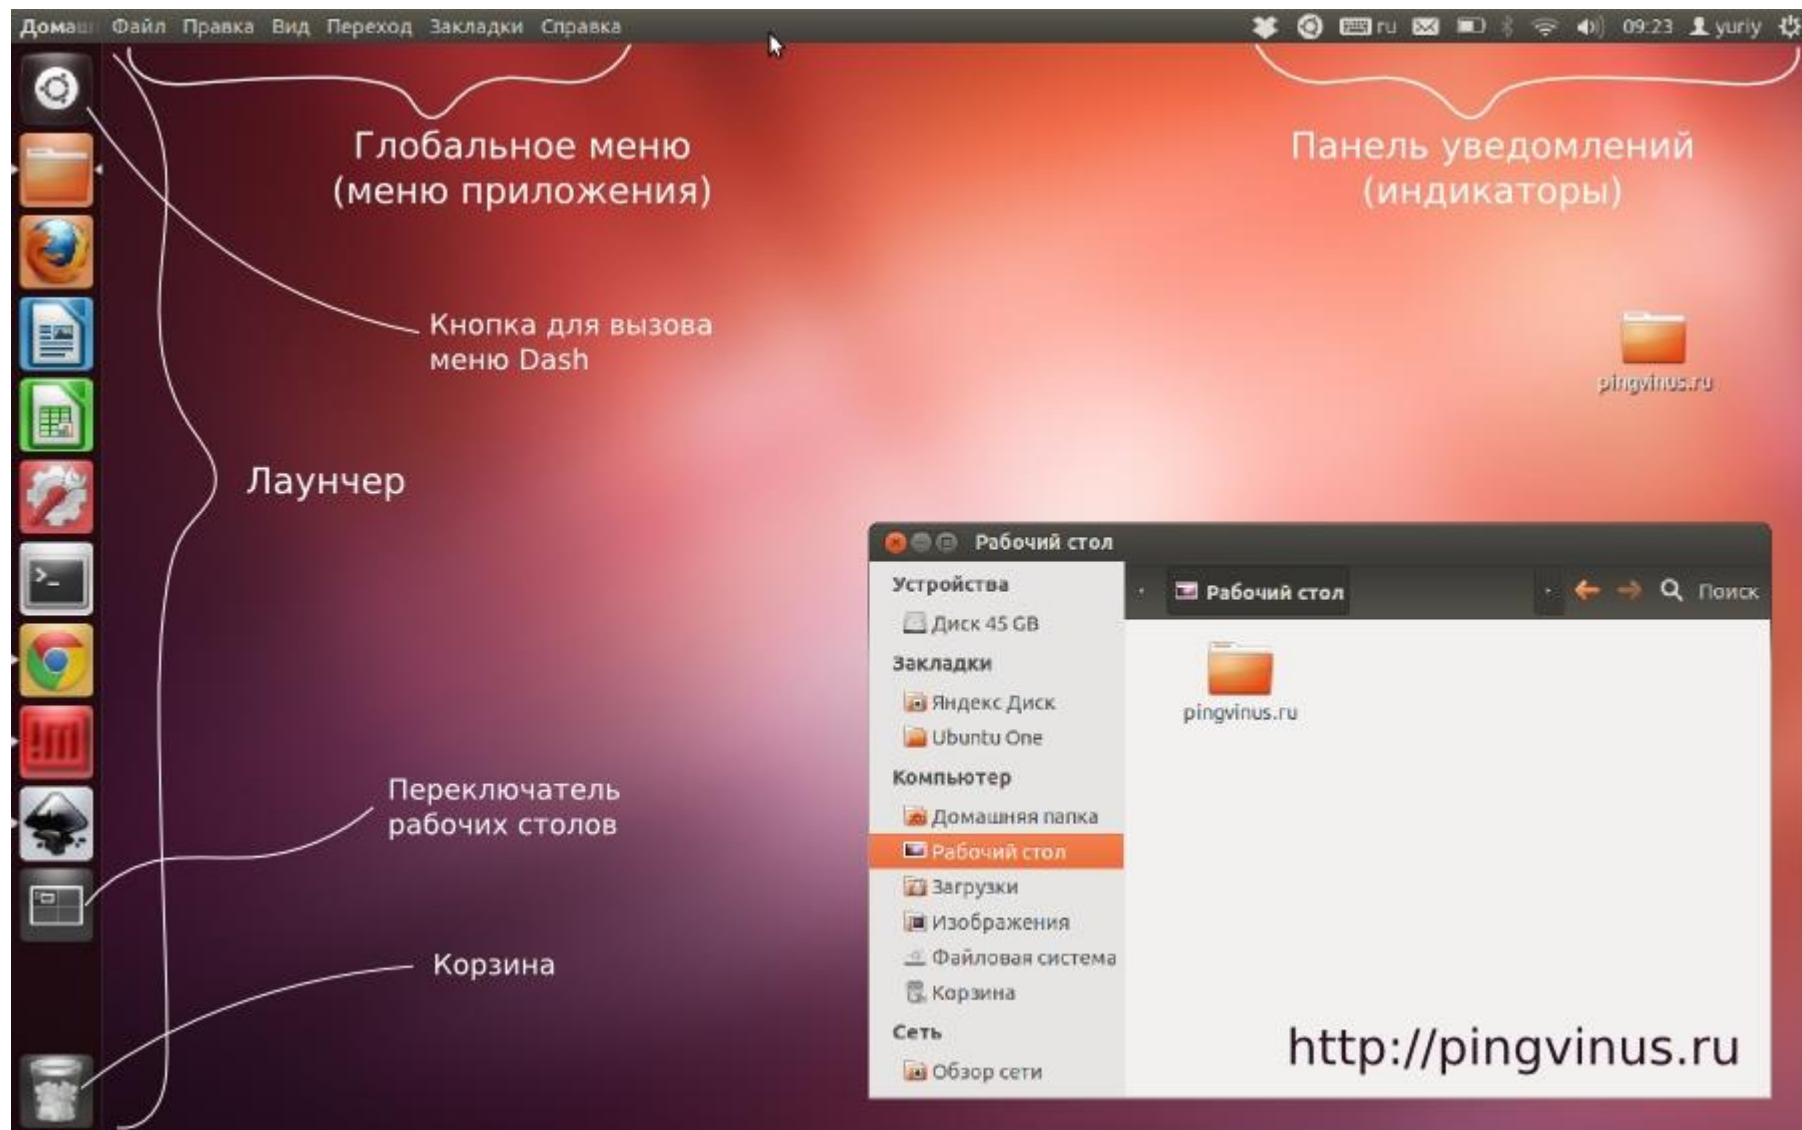 Файл Правка Вид Переход Закладки Справка
ru 09:23 yuriy
Глобальное меню
(меню приложения)
Панель уведомлений
(индикаторы)
Кнопка для вызова
меню Dash
pingvinus.ru
Лаунчер
Рабочий стол
Устройства
Диск 45 GB
Закладки
Яндекс Диск
Ubuntu One
Компьютер
Домашняя папка
Рабочий стол
Загрузки
Изображения
Файловая система
Корзина
Сеть
Обзор сети
Рабочий стол
Поиск
pingvinus.ru
http://pingvinus.ru
Переключатель
рабочих столов
Корзина